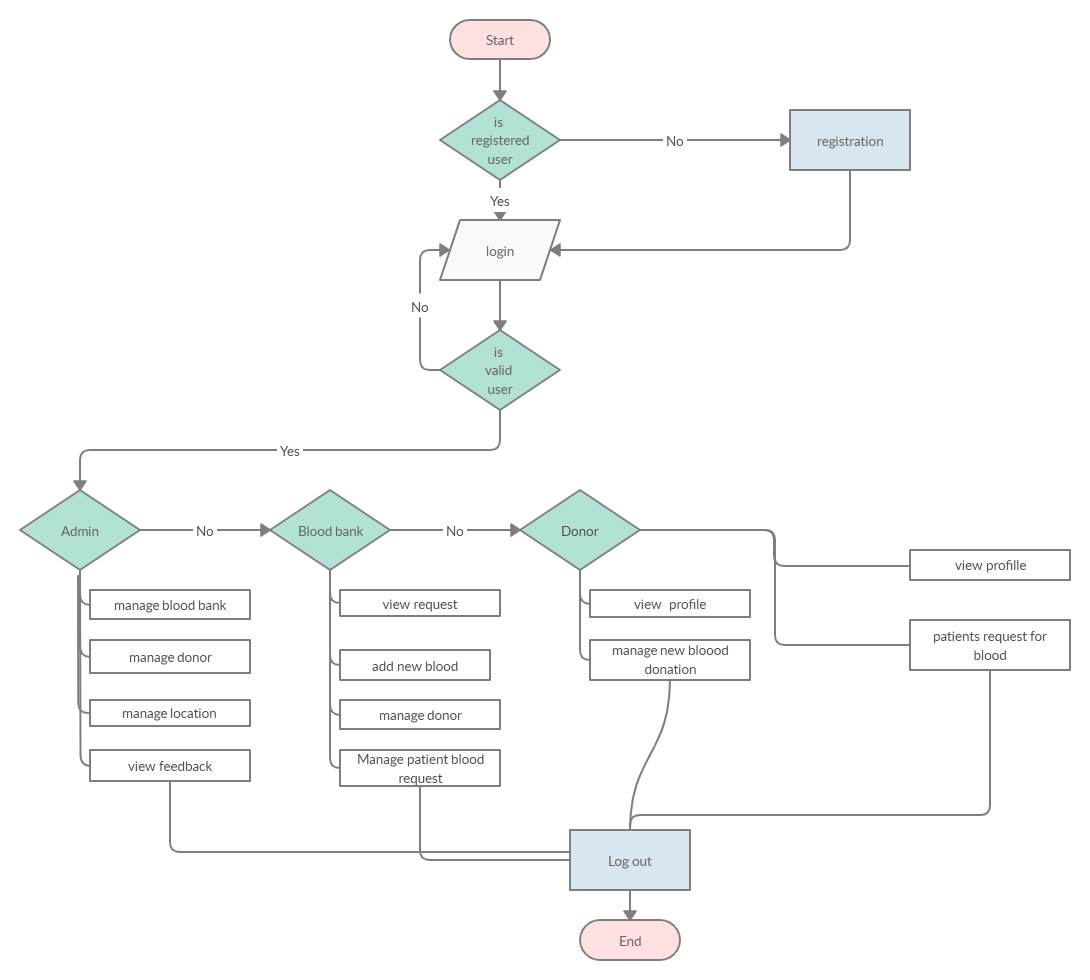 Start
is
registered
user
No
registration
Yes
login
No
is
valid
user
Yes
Admin
No
Blood bank
No
Donor
view profille
manage blood bank
view request
view profile
patients request for
blood
manage donor
add new blood
manage new bloood
donation
manage location
manage donor
view feedback
Manage patient blood
request
Log out
End